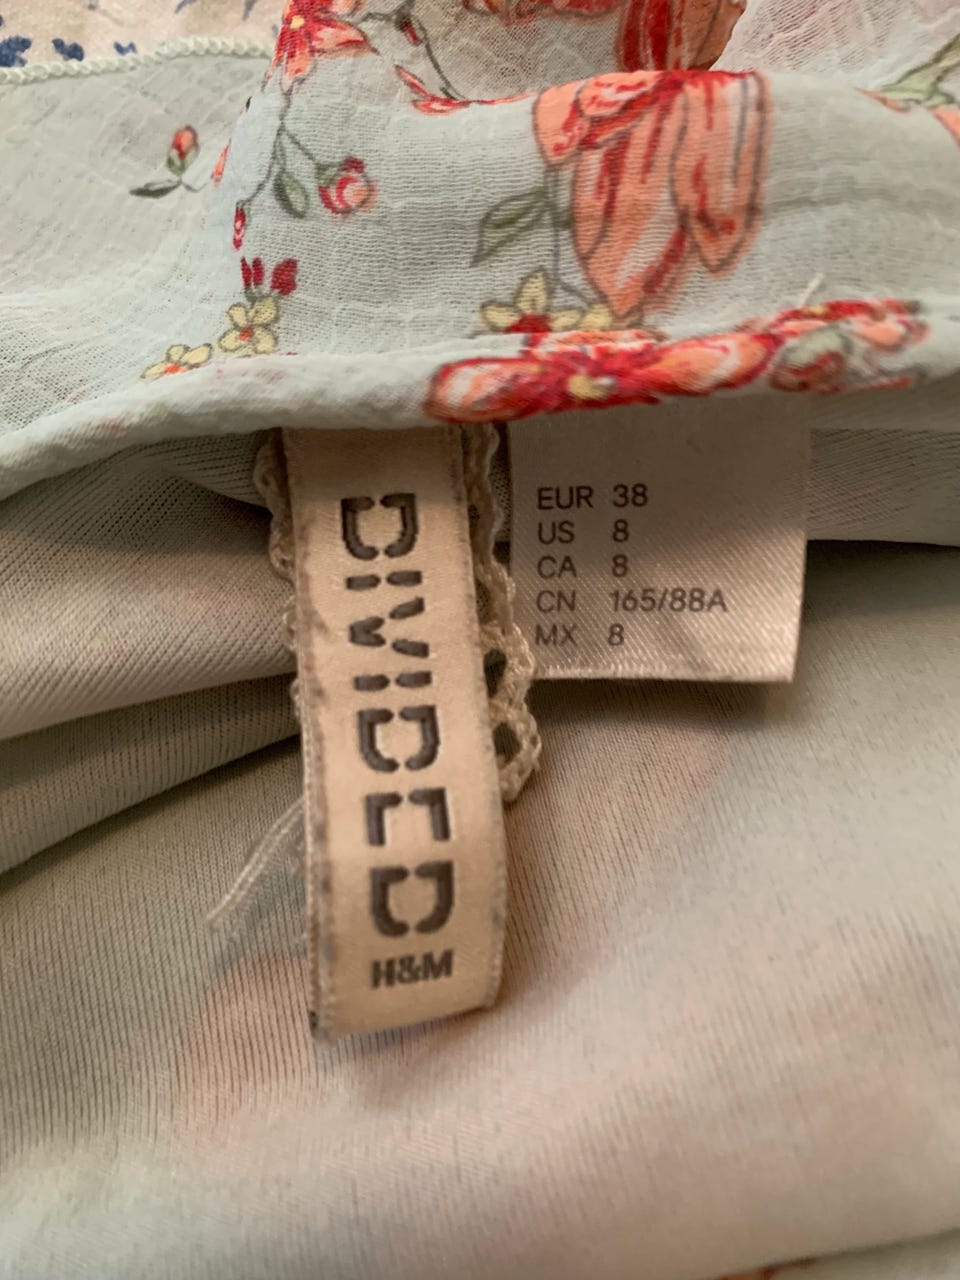 DIVIDED
H&M
EUR 38
US 8
CA 8
CN 165/88A
MX 8